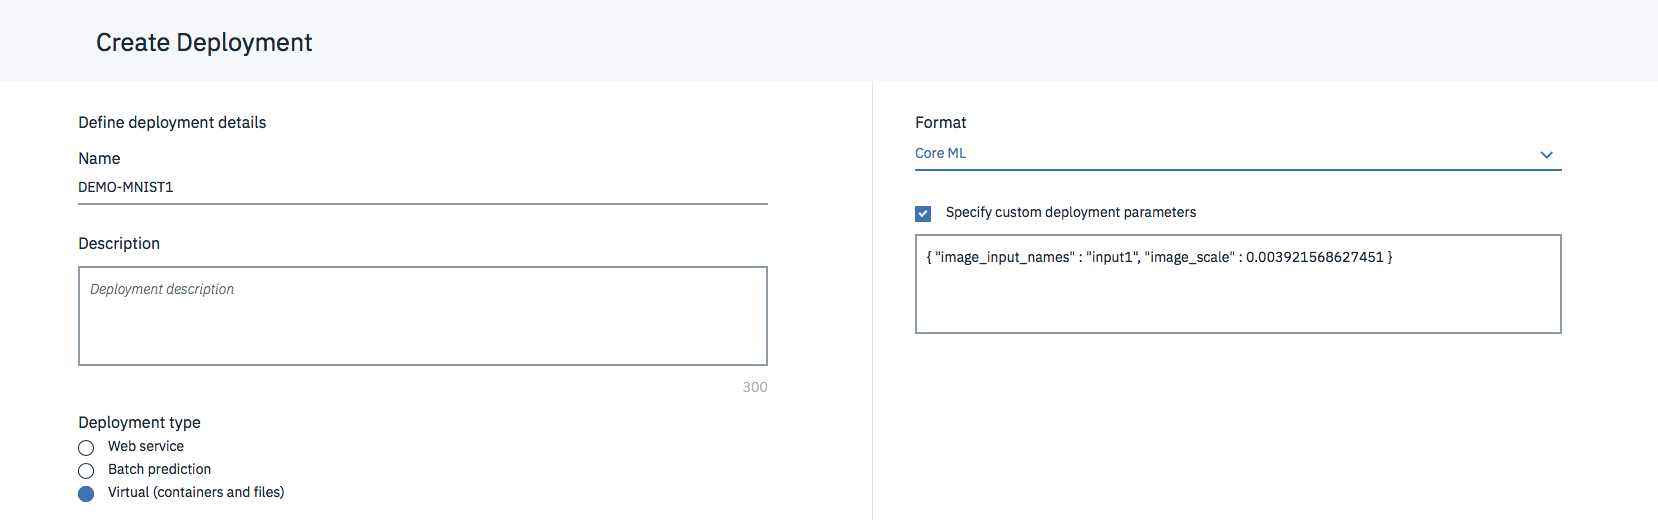 Create Deployment
Define deployment details
Name
DEMO-MNIST1
Description
Deployment description
300
Deployment type
Web service
Batch prediction
Virtual (containers and files)
Format
Core ML
Specify custom deployment parameters
{ "image_input_names" : "input1", "image_scale" : 0.003921568627451 }